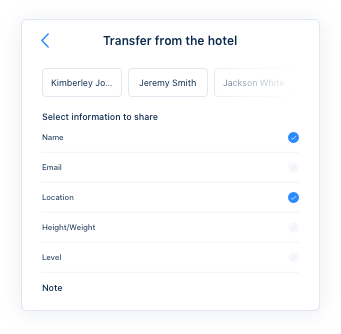 Transfer from the hotel
Kimberley Jo... Jeremy Smith Jackson White
Select information to share
Name
Email
Location
Height/Weight
Level
Note